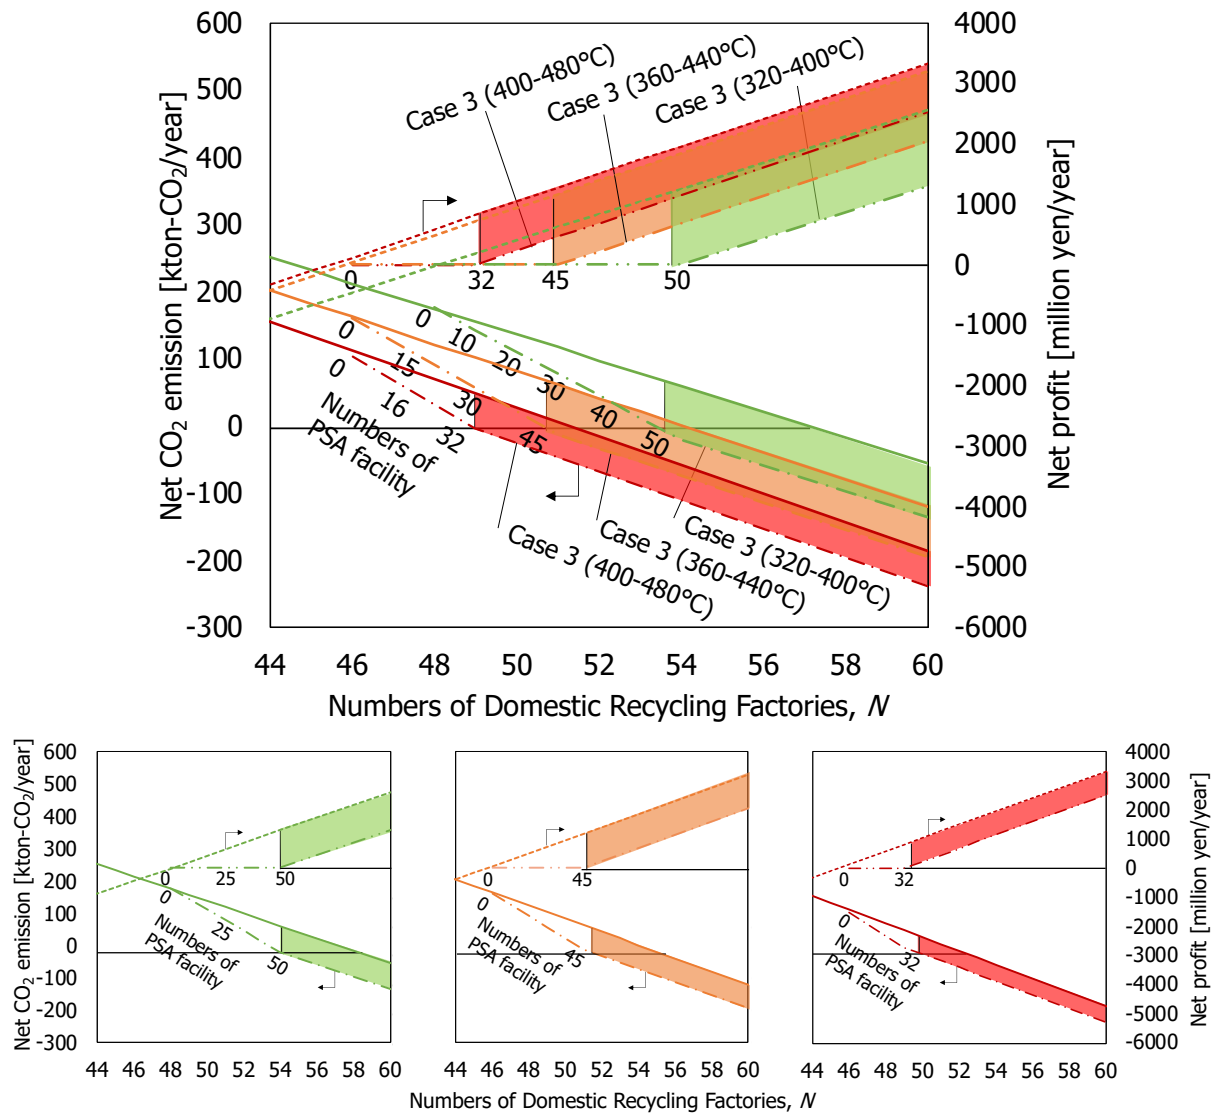 600
500
400
300
200
100
0
-100
-200
-300
Net CO2 emission [kton-CO2/year]
4000
3000
2000
1000
0
-1000
-2000
-3000
-4000
-5000
-6000
Net profit [million yen/year]
Case 3 (400-480°C)
Case 3 (360-440°C)
Case 3 (320-400°C)
0
32
45
50
0
10
20
30
40
50
0
15
30
45
0
16
32
Numbers of
PSA facility
Case 3 (320-400°C)
Case 3 (360-440°C)
Case 3 (400-480°C)
44 46 48 50 52 54 56 58 60
Numbers of Domestic Recycling Factories, N
Net CO2 emission [kton-CO2/year]
600
500
400
300
200
100
0
-100
-200
-300
0 25 50
0
25
50
Numbers of
PSA facility
44 46 48 50 52 54 56 58 60
0 45
0
45
Numbers of
PSA facility
44 46 48 50 52 54 56 58 60
0 32
0
32
Numbers of
PSA facility
44 46 48 50 52 54 56 58 60
4000
3000
2000
1000
0
-1000
-2000
-3000
-4000
-5000
-6000
Net profit [million yen/year]
Numbers of Domestic Recycling Factories, N